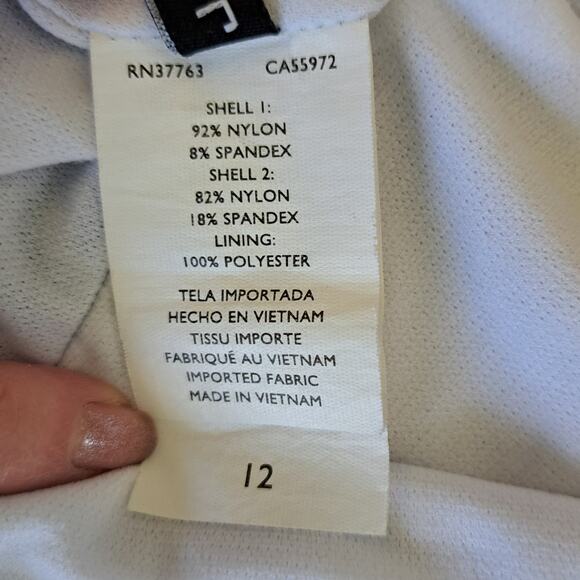 RN37763 CA55972
SHELL 1:
92% NYLON
8% SPANDEX
SHELL 2:
82% NYLON
18% SPANDEX
LINING:
100% POLYESTER
TELA IMPORTADA
HECHO EN VIETNAM
TISSU IMPORTE
FABRIQUÉ AU VIETNAM
IMPORTED FABRIC
MADE IN VIETNAM
12